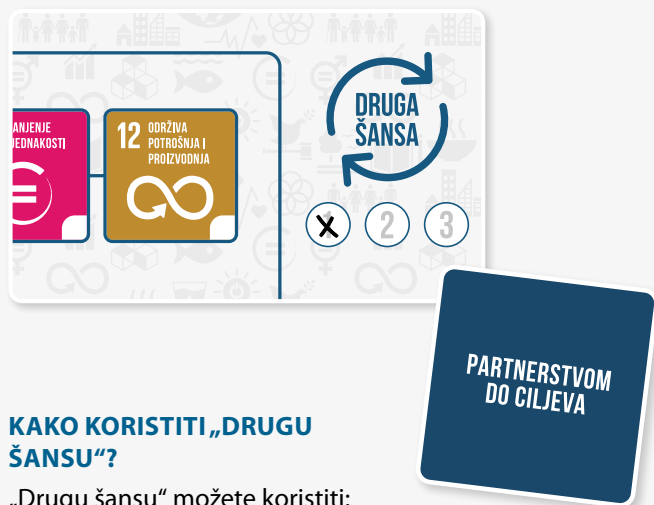 ANJENJE
JEDNAKOSTI
12 ODRŽIVA
POTROŠNJA I
PROIZVODNJA
DRUGA
ŠANSA
2 3
PARTNERSTVOM
DO CILJEVA
KAKO KORISTITI „DRUGU
ŠANSU“?
„Drugu šansu“ možete koristiti: